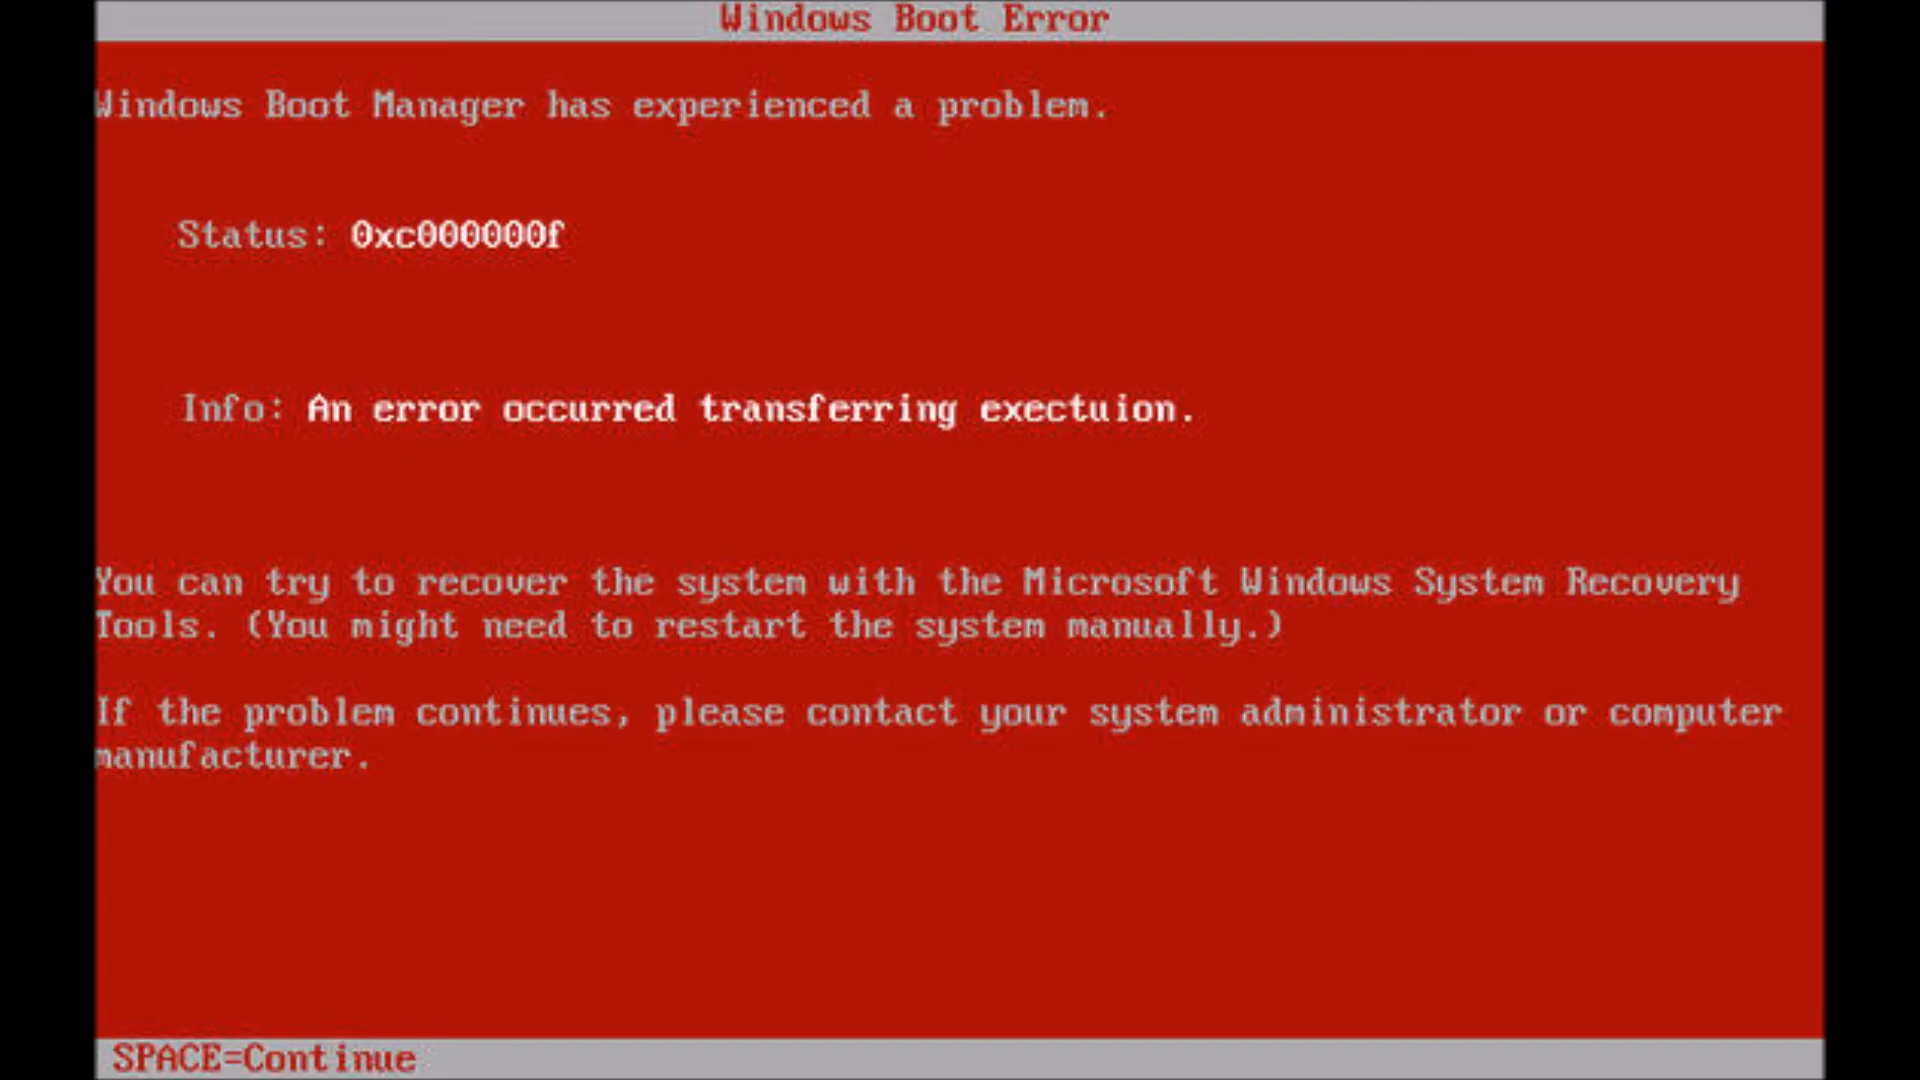 Windows Boot Error
Windows Boot Manager has experienced a problem.
Status: 0xc000000f
Info: An error occurred transferring exectuion.
You can try to recover the system with the Microsoft Windows System Recovery
Tools. (You might need to restart the system manually.)
If the problem continues, please contact your system administrator or computer
manufacturer.
SPACE=Continue